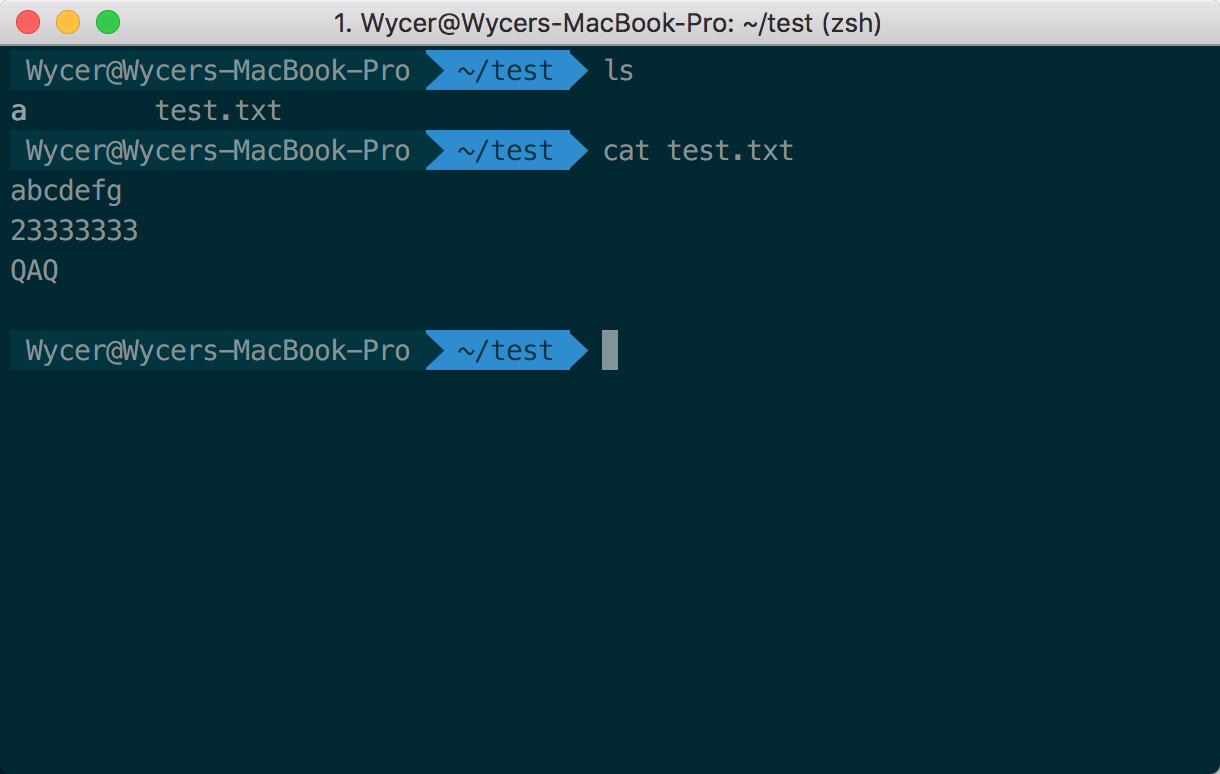 1. Wycer@Wycers-MacBook-Pro: ~/test (zsh)
Wycer@Wycers-MacBook-Pro ~/test ls
a test.txt
Wycer@Wycers-MacBook-Pro ~/test cat test.txt
abcdefg
23333333
QAQ
Wycer@Wycers-MacBook-Pro ~/test